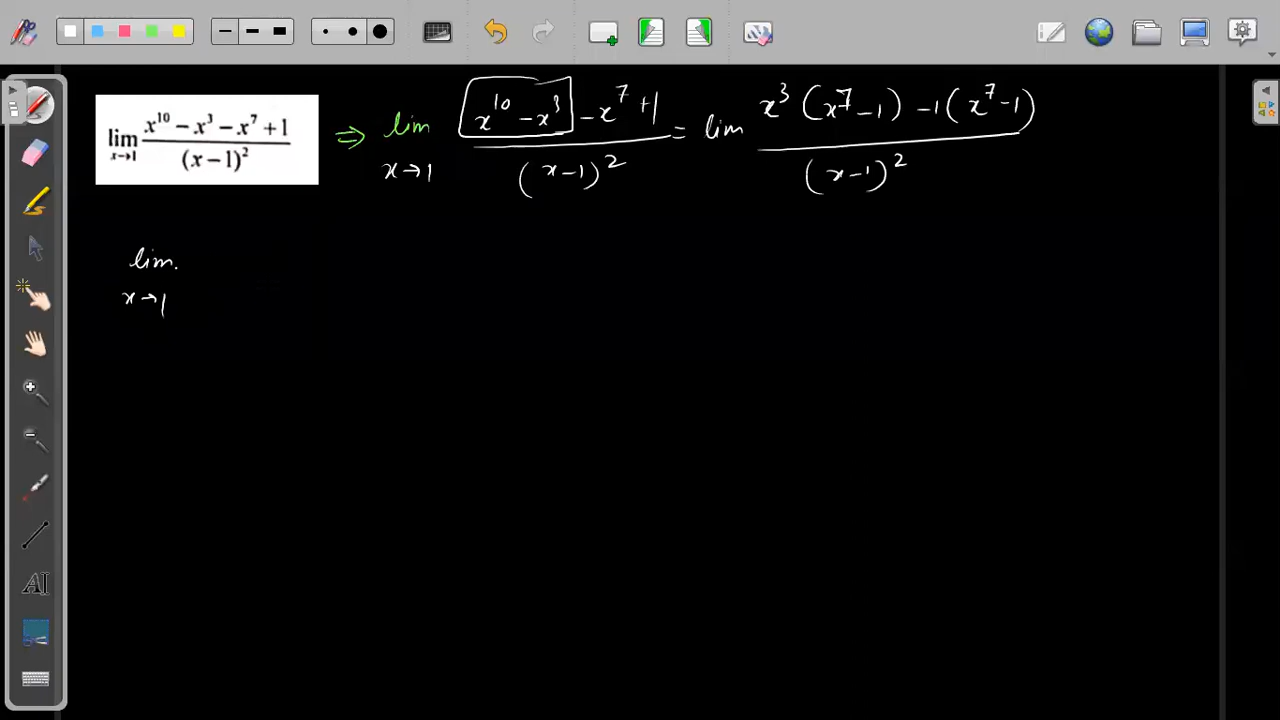 lim x→1 (x^10 − x^3 − x^7 + 1)/(x − 1)^2 ⇒ lim x→1 (x^10 − x^3 − x^7 + 1)/(x − 1)^2 = lim (x^3 (x^7 − 1) − 1 (x^7 − 1))/(x − 1)^2
lim. x→1
AI